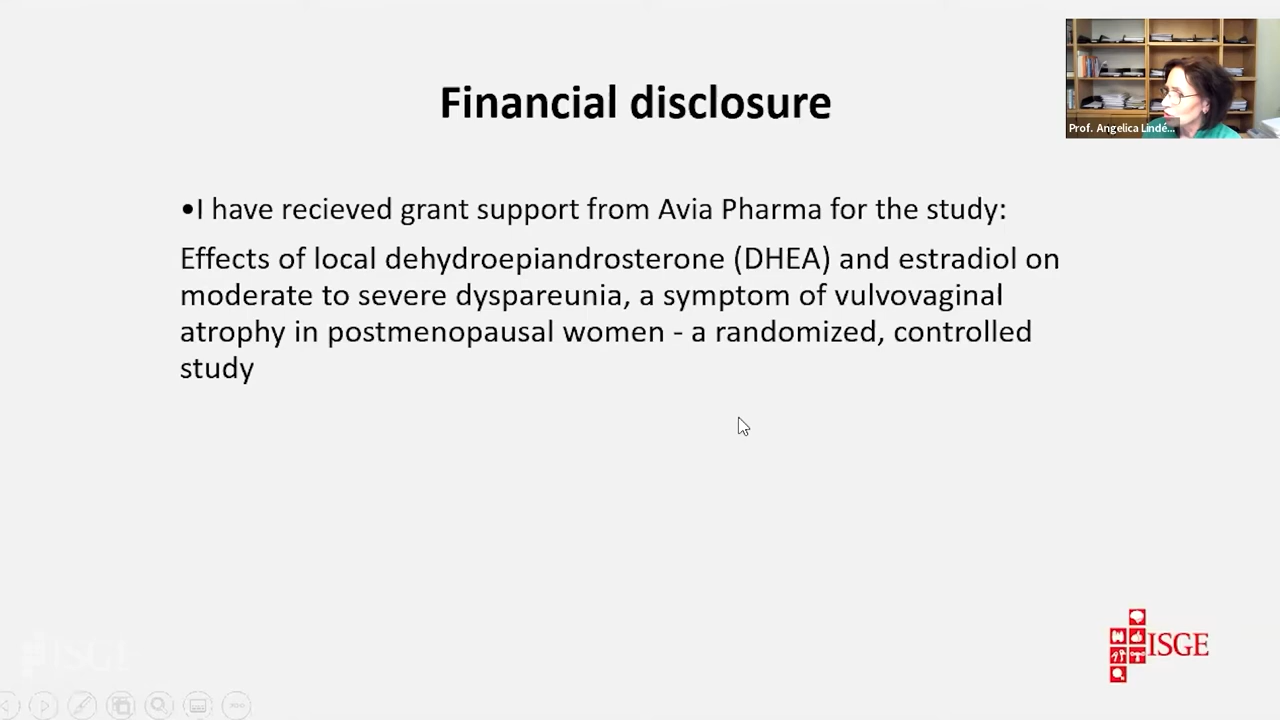 Financial disclosure
Prof. Angelica Lindé...
•I have recieved grant support from Avia Pharma for the study:
Effects of local dehydroepiandrosterone (DHEA) and estradiol on
moderate to severe dyspareunia, a symptom of vulvovaginal
atrophy in postmenopausal women - a randomized, controlled
study
ISGE
ISGE